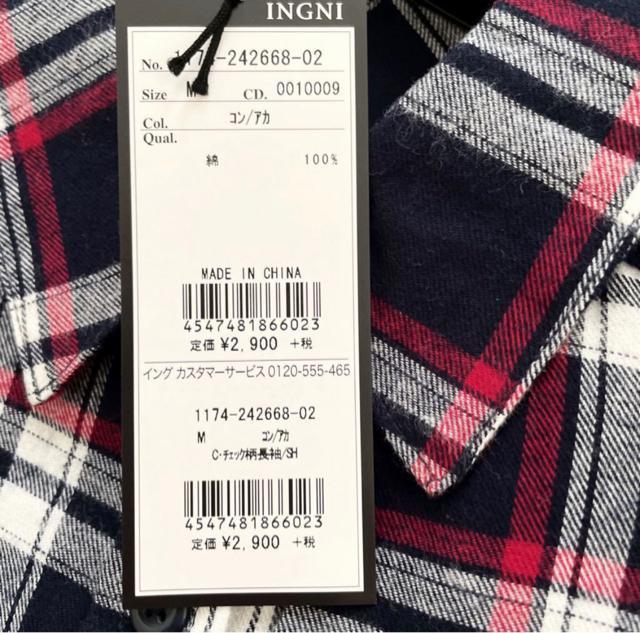 INGNI
No. 1174-242668-02
Size M CD. 0010009
Col. コン/アカ
Qual.
綿 100%
MADE IN CHINA
4547481866023
定価 ¥2,900 +税
イング カスタマーサービス 0120-555-465
1174-242668-02
M コン/アカ
C・チェック柄長袖/SH
4547481866023
定価 ¥2,900 +税